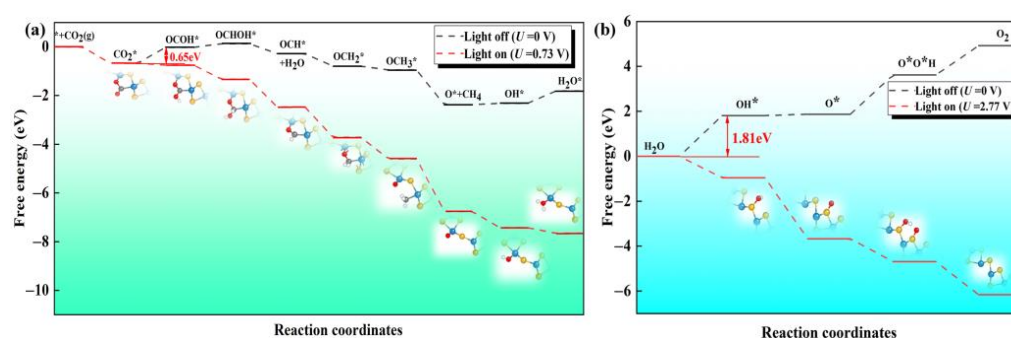 (a)
*+CO₂(g)
CO₂*
OCOH*
0.65eV
OCHOH*
OCH*
+H₂O
OCH₂*
OCH₃*
O*+CH₄
OH*
H₂O*
Light off (U=0 V)
Light on (U=0.73 V)
0
−2
−4
−6
−8
−10
Free energy (eV)
Reaction coordinates
(b)
H₂O
OH*
1.81eV
O*
O*O*H
O₂
Light off (U=0 V)
Light on (U=2.77 V)
6
4
2
0
−2
−4
−6
Free energy (eV)
Reaction coordinates